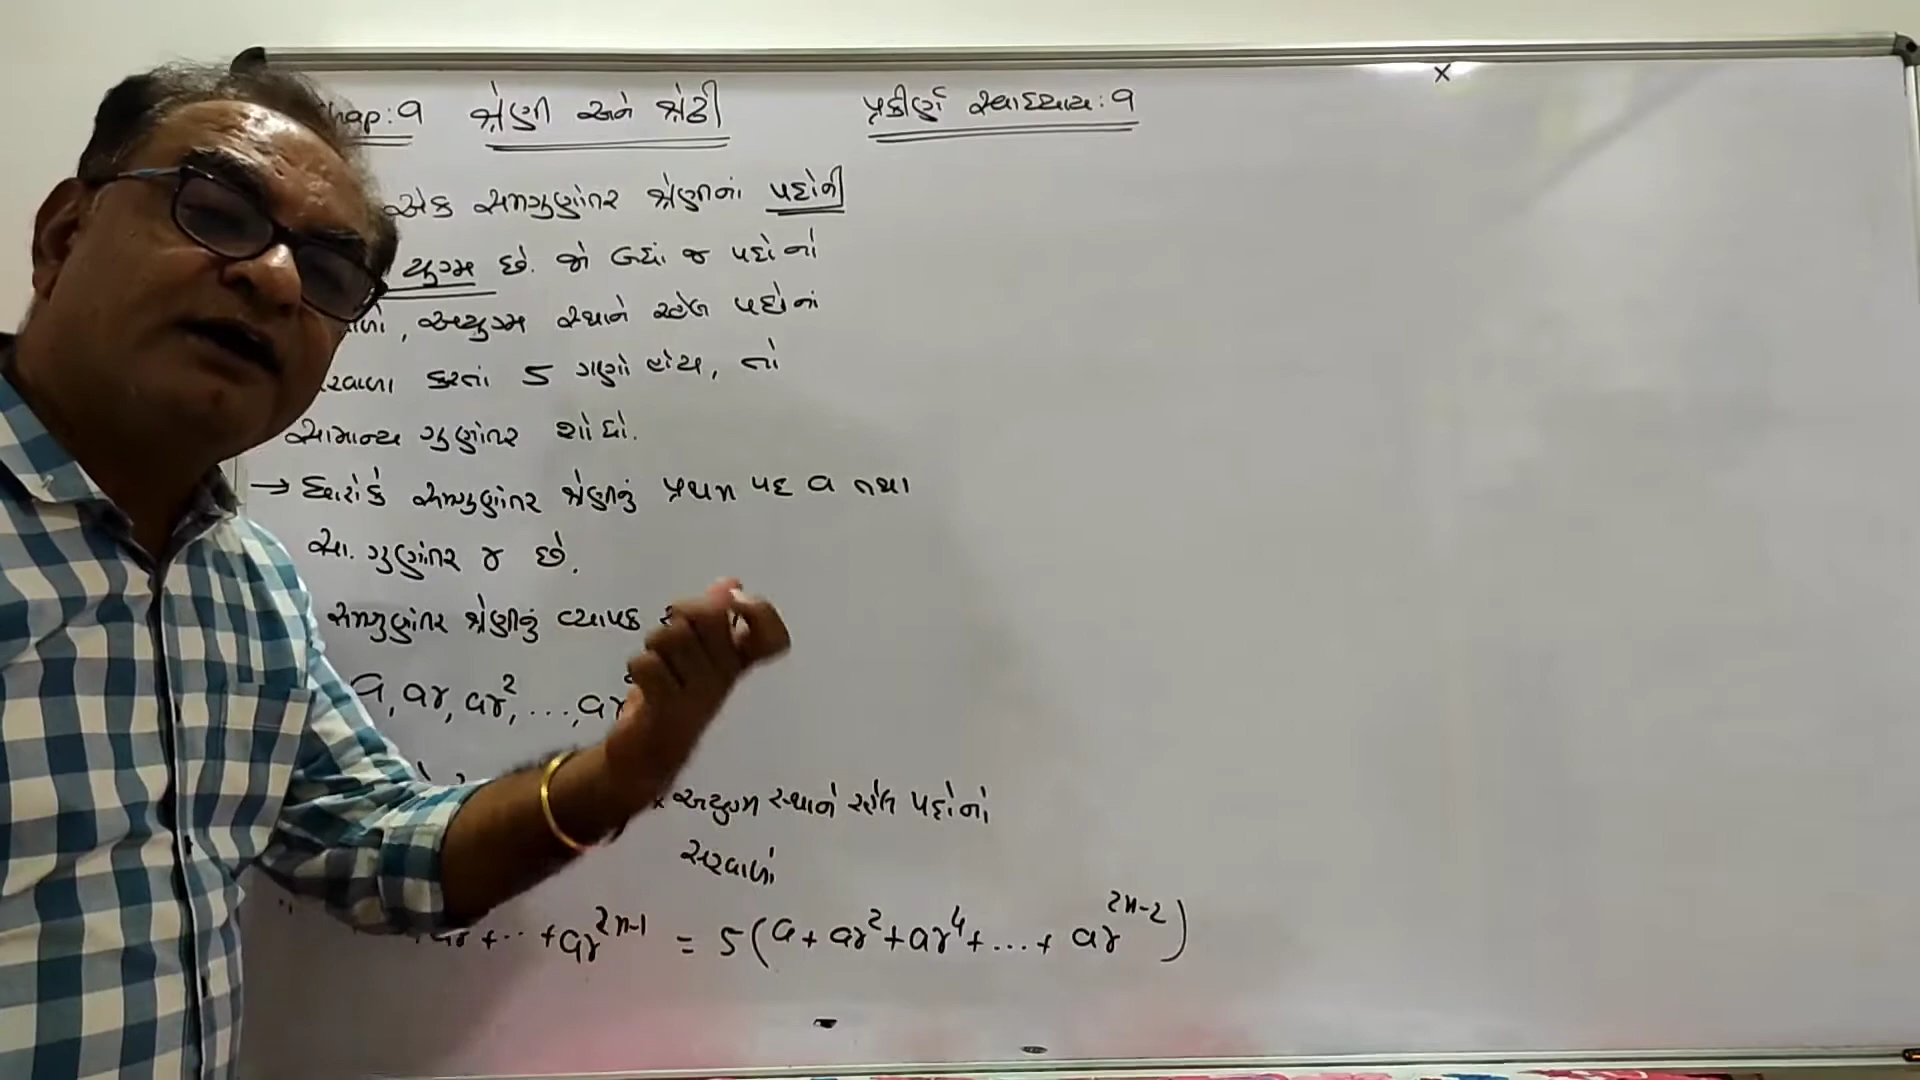 Chap: 9 શ્રેણી અને શ્રેઢી
પ્રકીર્ણ સ્વાધ્યાય: 9
એક સમગુણોત્તર શ્રેણીનાં પદોની
યુગ્મ છે. જો બધાં જ પદોનો
અયુગ્મ સ્થાને રહેલ પદોનાં
કરતાં 5 ગણો હોય, તો
સામાન્ય ગુણોત્તર શોધો.
→ ધારોકે સમગુણોત્તર શ્રેણીનું પ્રથમ પદ a તથા
સા. ગુણોત્તર r છે.
સમગુણોત્તર શ્રેણીનું વ્યાપક
a, ar, ar², ..., ar
× અયુગ્મ સ્થાને રહેલ પદોનો
સરવાળો
+ ... + ar²ⁿ⁻¹ = 5(a + ar² + ar⁴ + ... + ar²ⁿ⁻²)